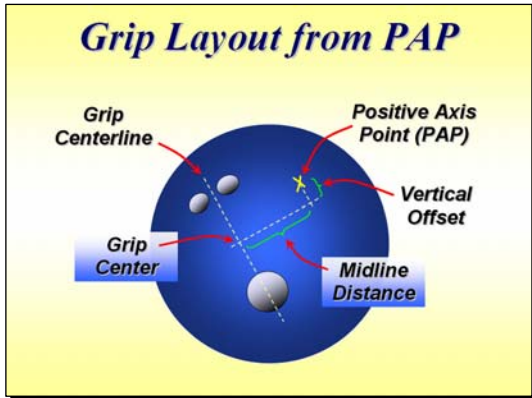 Grip Layout from PAP
Grip
Centerline
Positive Axis
Point (PAP)
Vertical
Offset
Grip
Center
Midline
Distance